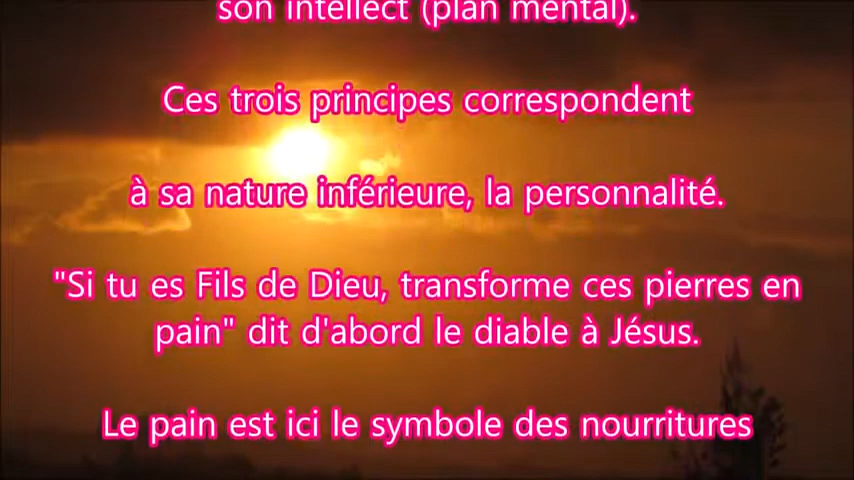 son intellect (plan mental).
Ces trois principes correspondent
à sa nature inférieure, la personnalité.
"Si tu es Fils de Dieu, transforme ces pierres en
pain" dit d'abord le diable à Jésus.
Le pain est ici le symbole des nourritures